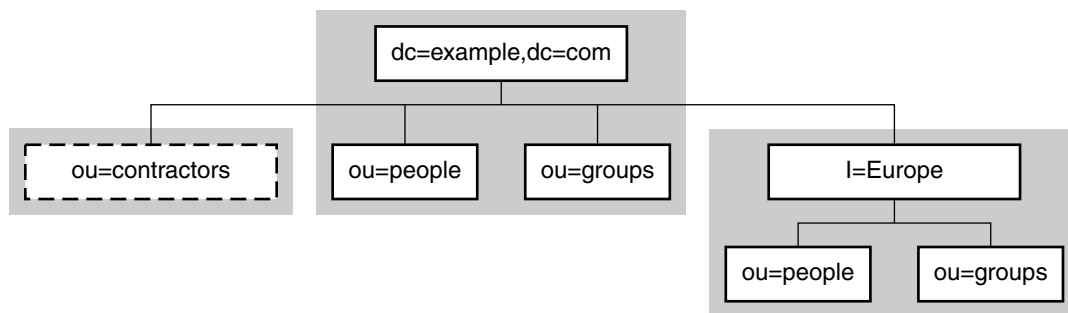 dc=example,dc=com
ou=contractors
ou=people
ou=groups
l=Europe
ou=people
ou=groups